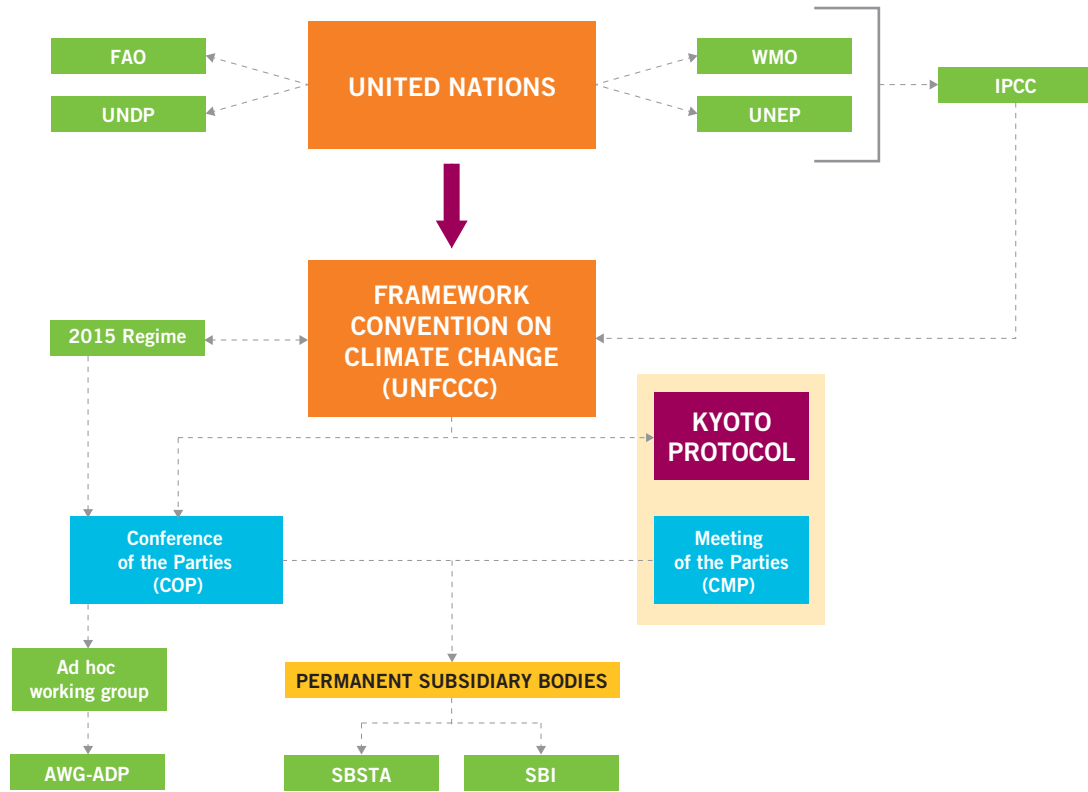 FAO
UNITED NATIONS
WMO
IPCC
UNDP
UNEP
FRAMEWORK
CONVENTION ON
CLIMATE CHANGE
(UNFCCC)
2015 Regime
KYOTO
PROTOCOL
Conference
of the Parties
(COP)
Meeting
of the Parties
(CMP)
Ad hoc
working group
PERMANENT SUBSIDIARY BODIES
AWG-ADP
SBSTA
SBI